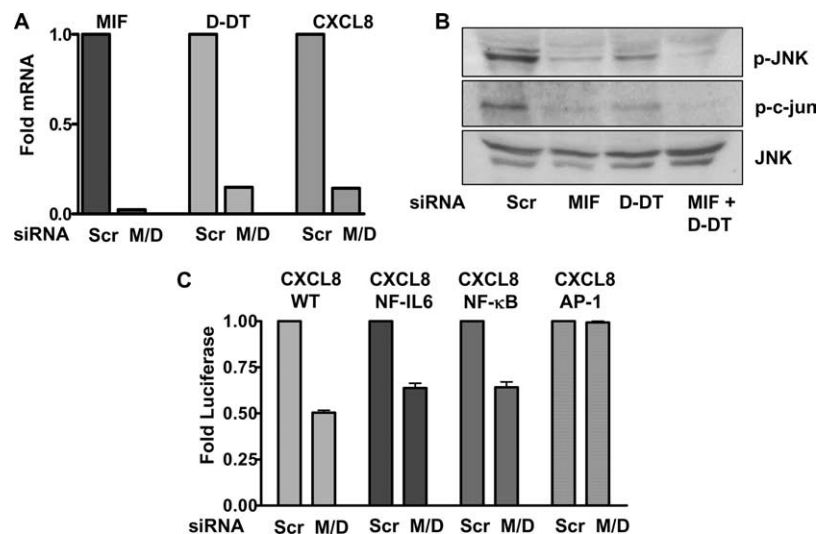 A
MIF D-DT CXCL8
Fold mRNA
1.0
0.5
0.0
siRNA Scr M/D Scr M/D Scr M/D
B
p-JNK
p-c-jun
JNK
siRNA Scr MIF D-DT MIF +
D-DT
C
CXCL8 CXCL8 CXCL8 CXCL8
WT NF-IL6 NF-κB AP-1
Fold Luciferase
1.00
0.75
0.50
0.25
0.00
siRNA Scr M/D Scr M/D Scr M/D Scr M/D